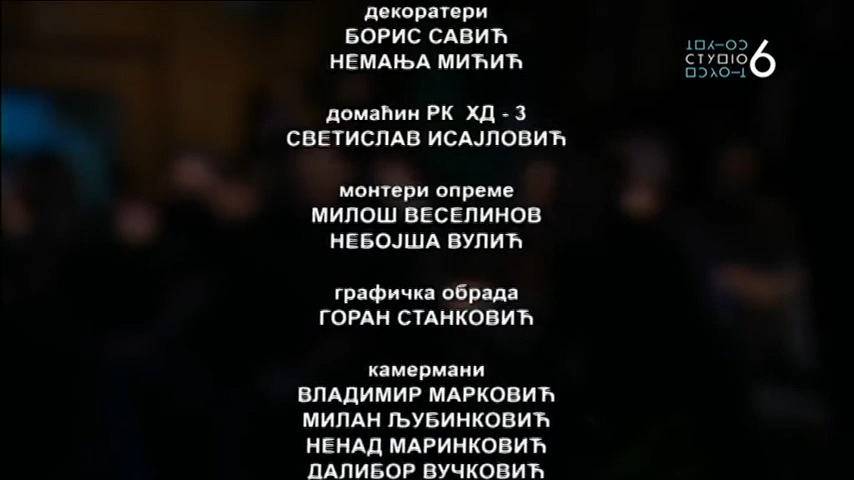 декоратери
БОРИС САВИЋ
НЕМАЊА МИЋИЋ
домаћин РК ХД - 3
СВЕТИСЛАВ ИСАЈЛОВИЋ
монтери опреме
МИЛОШ ВЕСЕЛИНОВ
НЕБОЈША ВУЛИЋ
графичка обрада
ГОРАН СТАНКОВИЋ
камермани
ВЛАДИМИР МАРКОВИЋ
МИЛАН ЉУБИНКОВИЋ
НЕНАД МАРИНКОВИЋ
ДАЛИБОР ВУЧКОВИЋ
6